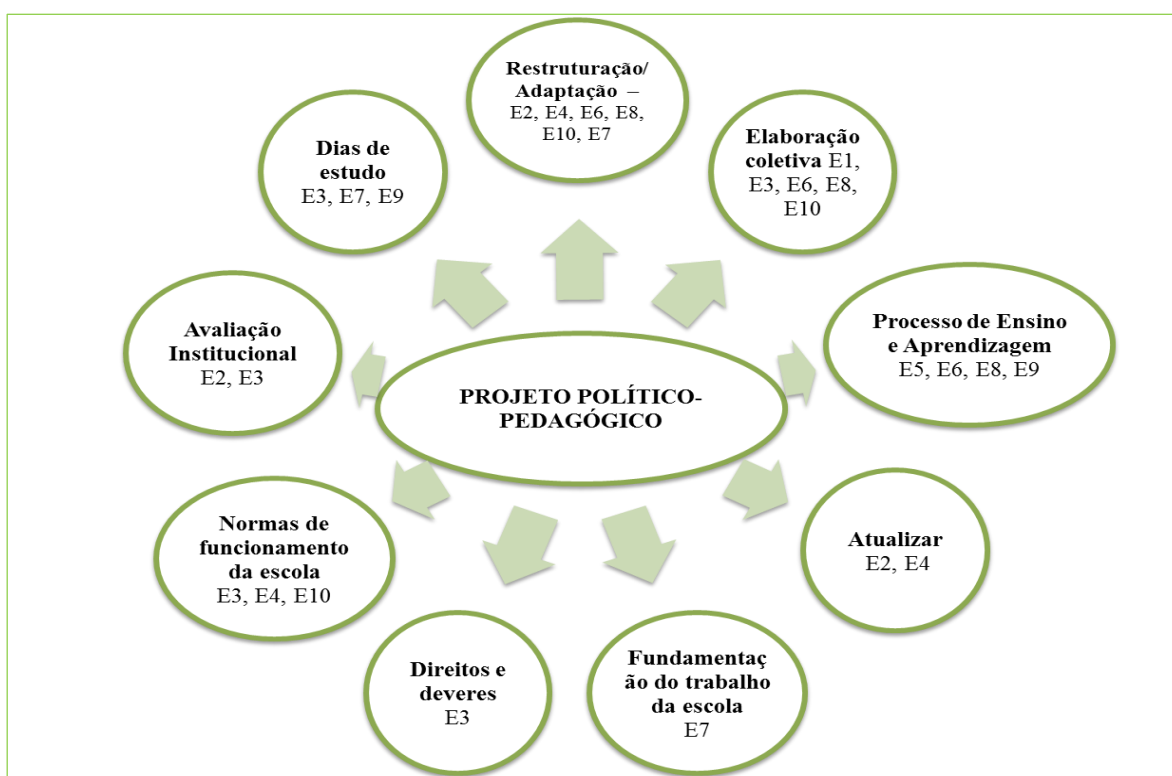 Restruturação/
Adaptação –
E2, E4, E6, E8,
E10, E7
Elaboração
coletiva E1,
E3, E6, E8,
E10
Processo de Ensino
e Aprendizagem
E5, E6, E8, E9
Atualizar
E2, E4
Fundamentaç
ão do trabalho
da escola
E7
Direitos e
deveres
E3
Normas de
funcionamento
da escola
E3, E4, E10
Avaliação
Institucional
E2, E3
Dias de
estudo
E3, E7, E9
PROJETO POLÍTICO-
PEDAGÓGICO